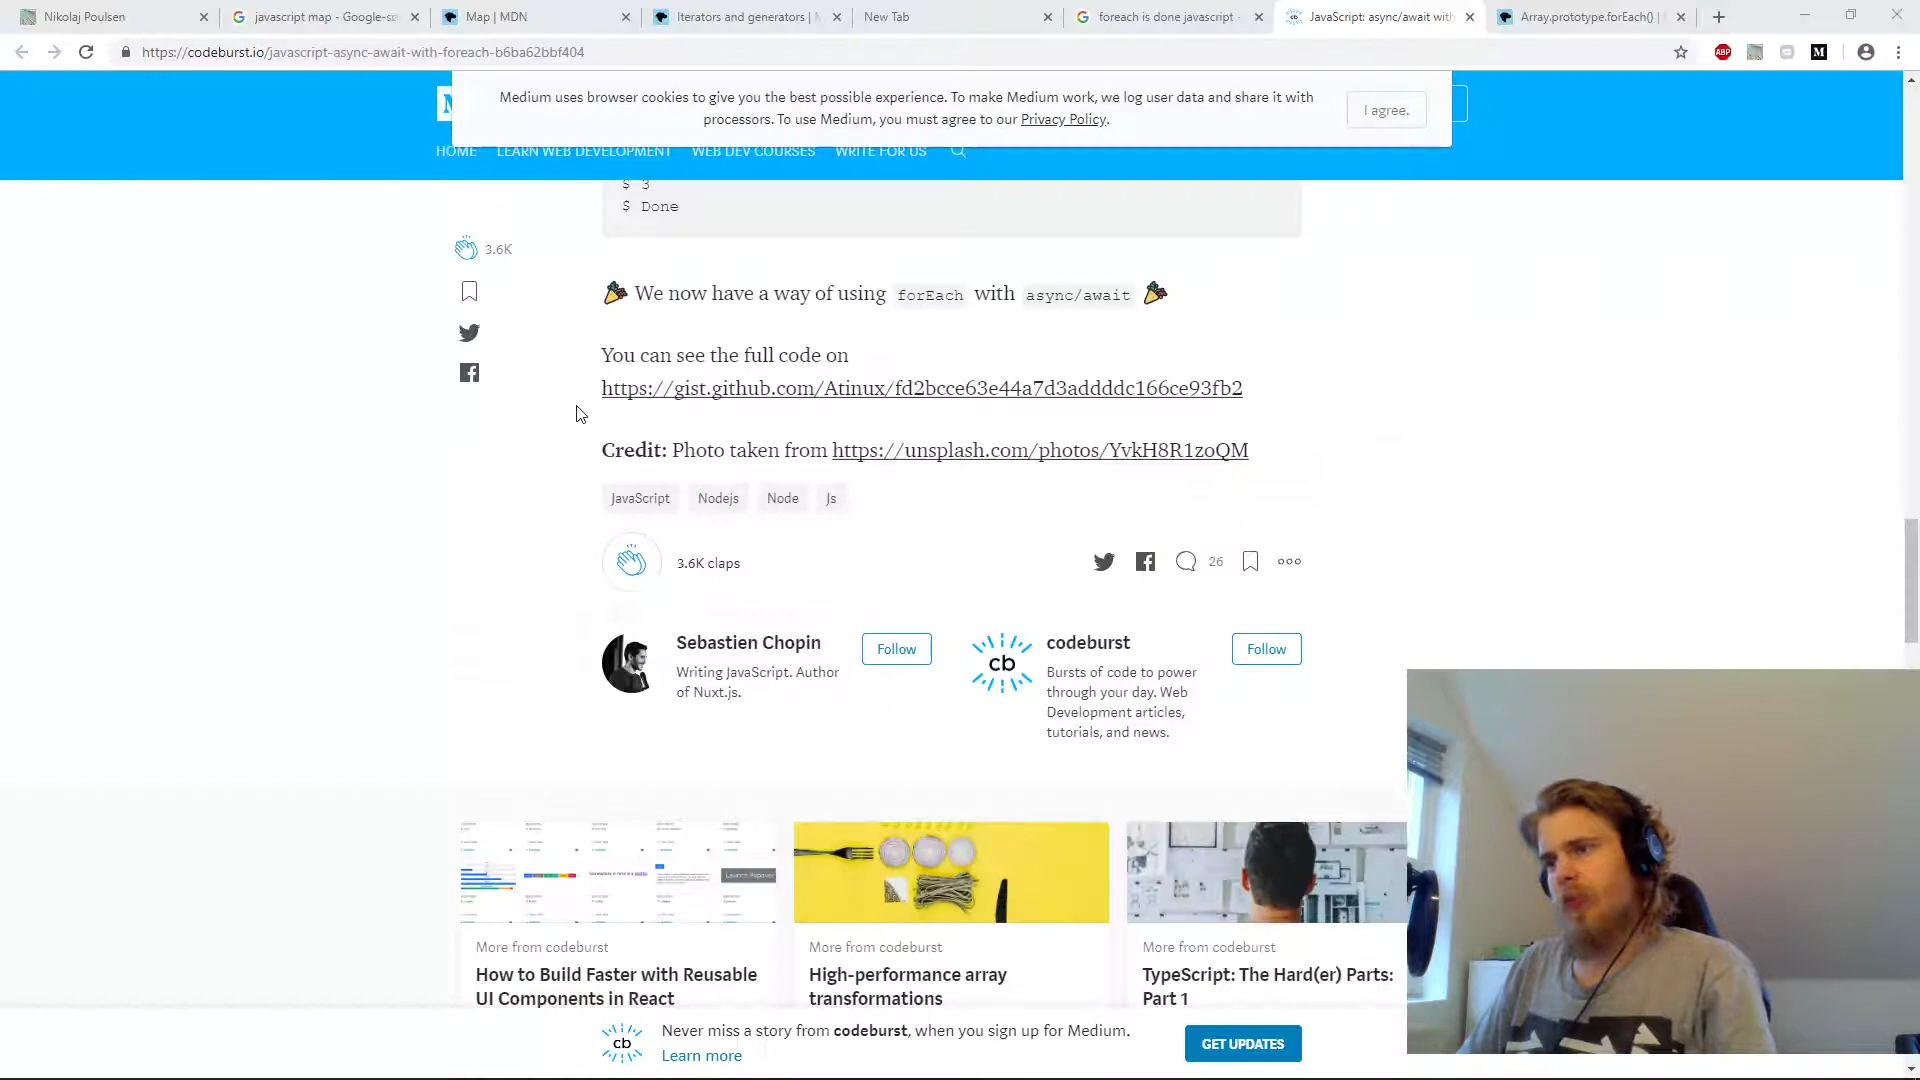 Nikolaj Poulsen
javascript map - Google-s
Map | MDN
Iterators and generators |
New Tab
foreach is done javascript -
JavaScript: async/await with
Array.prototype.forEach() |
https://codeburst.io/javascript-async-await-with-foreach-b6ba62bbf404
ABP
M
Medium uses browser cookies to give you the best possible experience. To make Medium work, we log user data and share it with
processors. To use Medium, you must agree to our Privacy Policy.
I agree.
HOME LEARN WEB DEVELOPMENT WEB DEV COURSES WRITE FOR US
$ 3
$ Done
3.6K
We now have a way of using forEach with async/await
You can see the full code on
https://gist.github.com/Atinux/fd2bcce63e44a7d3addddc166ce93fb2
Credit: Photo taken from https://unsplash.com/photos/YvkH8R1zoQM
JavaScript Nodejs Node Js
3.6K claps
26
Sebastien Chopin
Follow
Writing JavaScript. Author
of Nuxt.js.
cb
codeburst
Follow
Bursts of code to power
through your day. Web
Development articles,
tutorials, and news.
More from codeburst
How to Build Faster with Reusable
UI Components in React
More from codeburst
High-performance array
transformations
More from codeburst
TypeScript: The Hard(er) Parts:
Part 1
cb
Never miss a story from codeburst, when you sign up for Medium.
Learn more
GET UPDATES